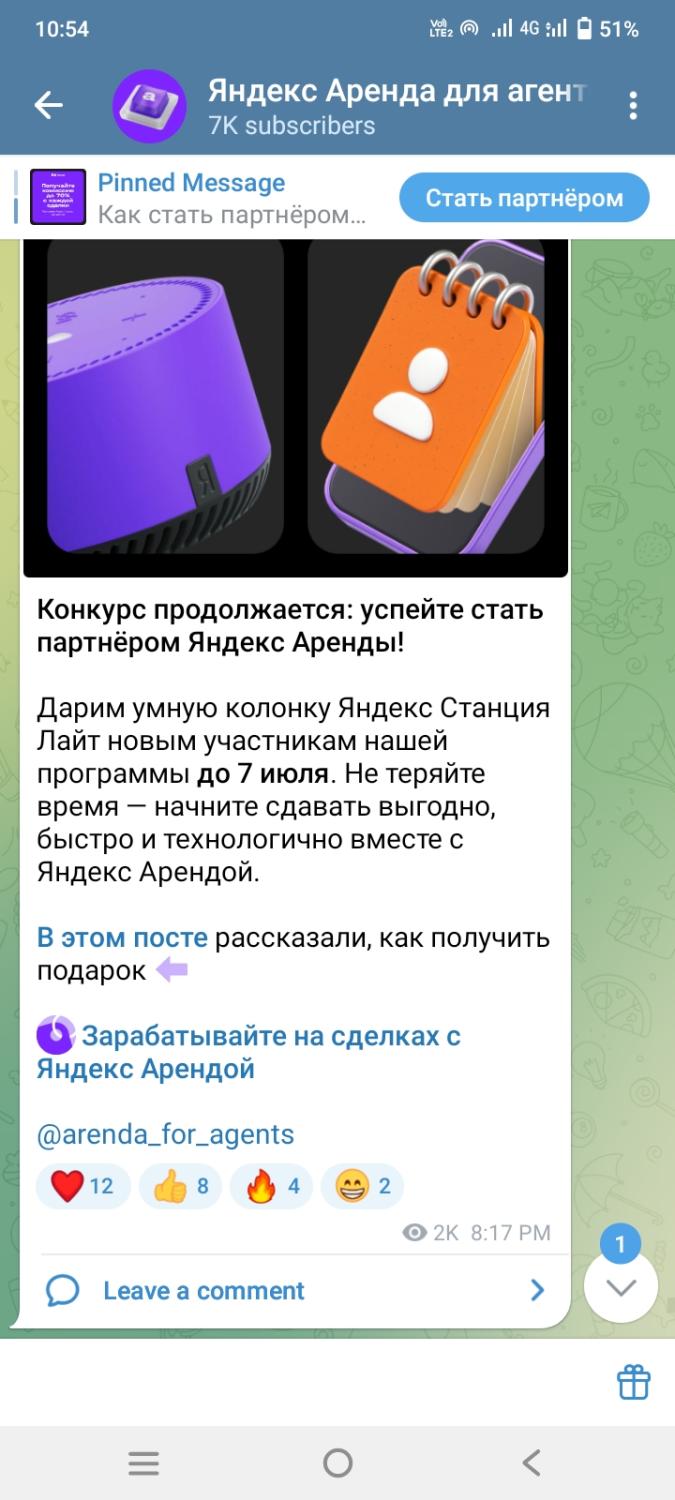 10:54
Vo)
LTE2
4G
51%
Яндекс Аренда для агент
7K subscribers
Pinned Message
Как стать партнёром...
Стать партнёром
Получайте
комиссию
до 70%
с каждой
сделки
Я
Конкурс продолжается: успейте стать
партнёром Яндекс Аренды!
Дарим умную колонку Яндекс Станция
Лайт новым участникам нашей
программы до 7 июля. Не теряйте
время — начните сдавать выгодно,
быстро и технологично вместе с
Яндекс Арендой.
В этом посте рассказали, как получить
подарок
Зарабатывайте на сделках с
Яндекс Арендой
@arenda_for_agents
12
8
4
2
2K 8:17 PM
1
Leave a comment